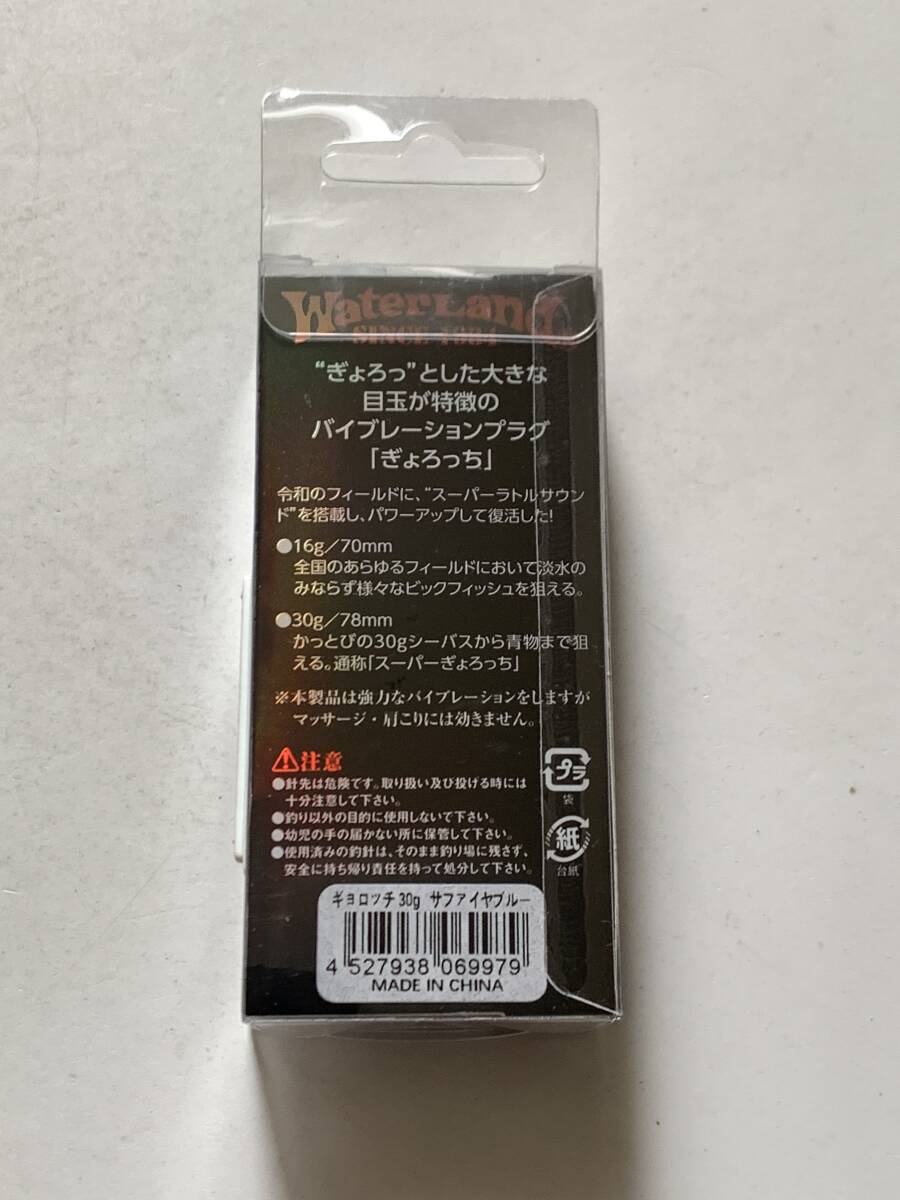 WaterLand
SINCE 1984
“ぎょろっ”とした大きな
目玉が特徴の
バイブレーションプラグ
「ぎょろっち」
令和のフィールドに、“スーパーラトルサウン
ド”を搭載し、パワーアップして復活した!
●16g/70mm
全国のあらゆるフィールドにおいて淡水の
みならず様々なビックフィッシュを狙える。
●30g/78mm
かっとびの30gシーバスから青物まで狙
える。通称「スーパーぎょろっち」
※本製品は強力なバイブレーションをしますが
マッサージ・肩こりには効きません。
注意
●針先は危険です。取り扱い及び投げる時には
十分注意して下さい。
●釣り以外の目的に使用しないで下さい。
●幼児の手の届かない所に保管して下さい。
●使用済みの釣針は、そのまま釣り場に残さず、
安全に持ち帰り責任を持って処分して下さい。
プラ
袋
紙
台紙
ギョロッチ 30g サファイヤブルー
4 527938 069979
MADE IN CHINA